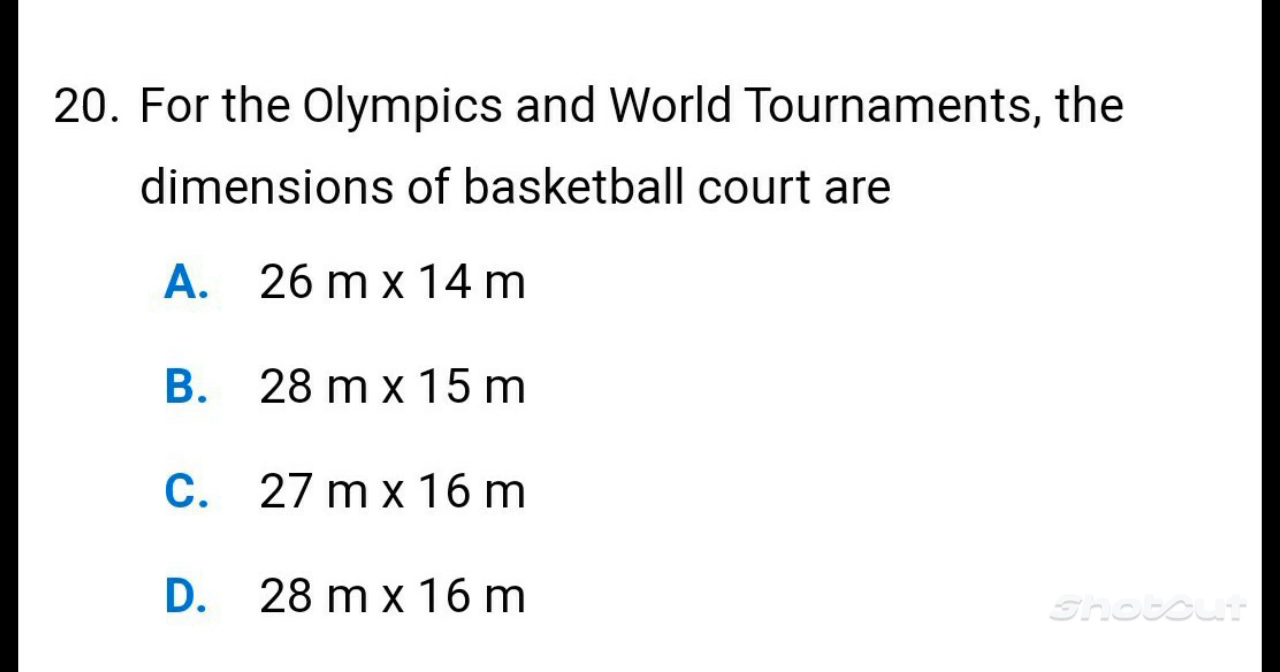 20. For the Olympics and World Tournaments, the
dimensions of basketball court are
A. 26 m x 14 m
B. 28 m x 15 m
C. 27 m x 16 m
D. 28 m x 16 m
Shotcut